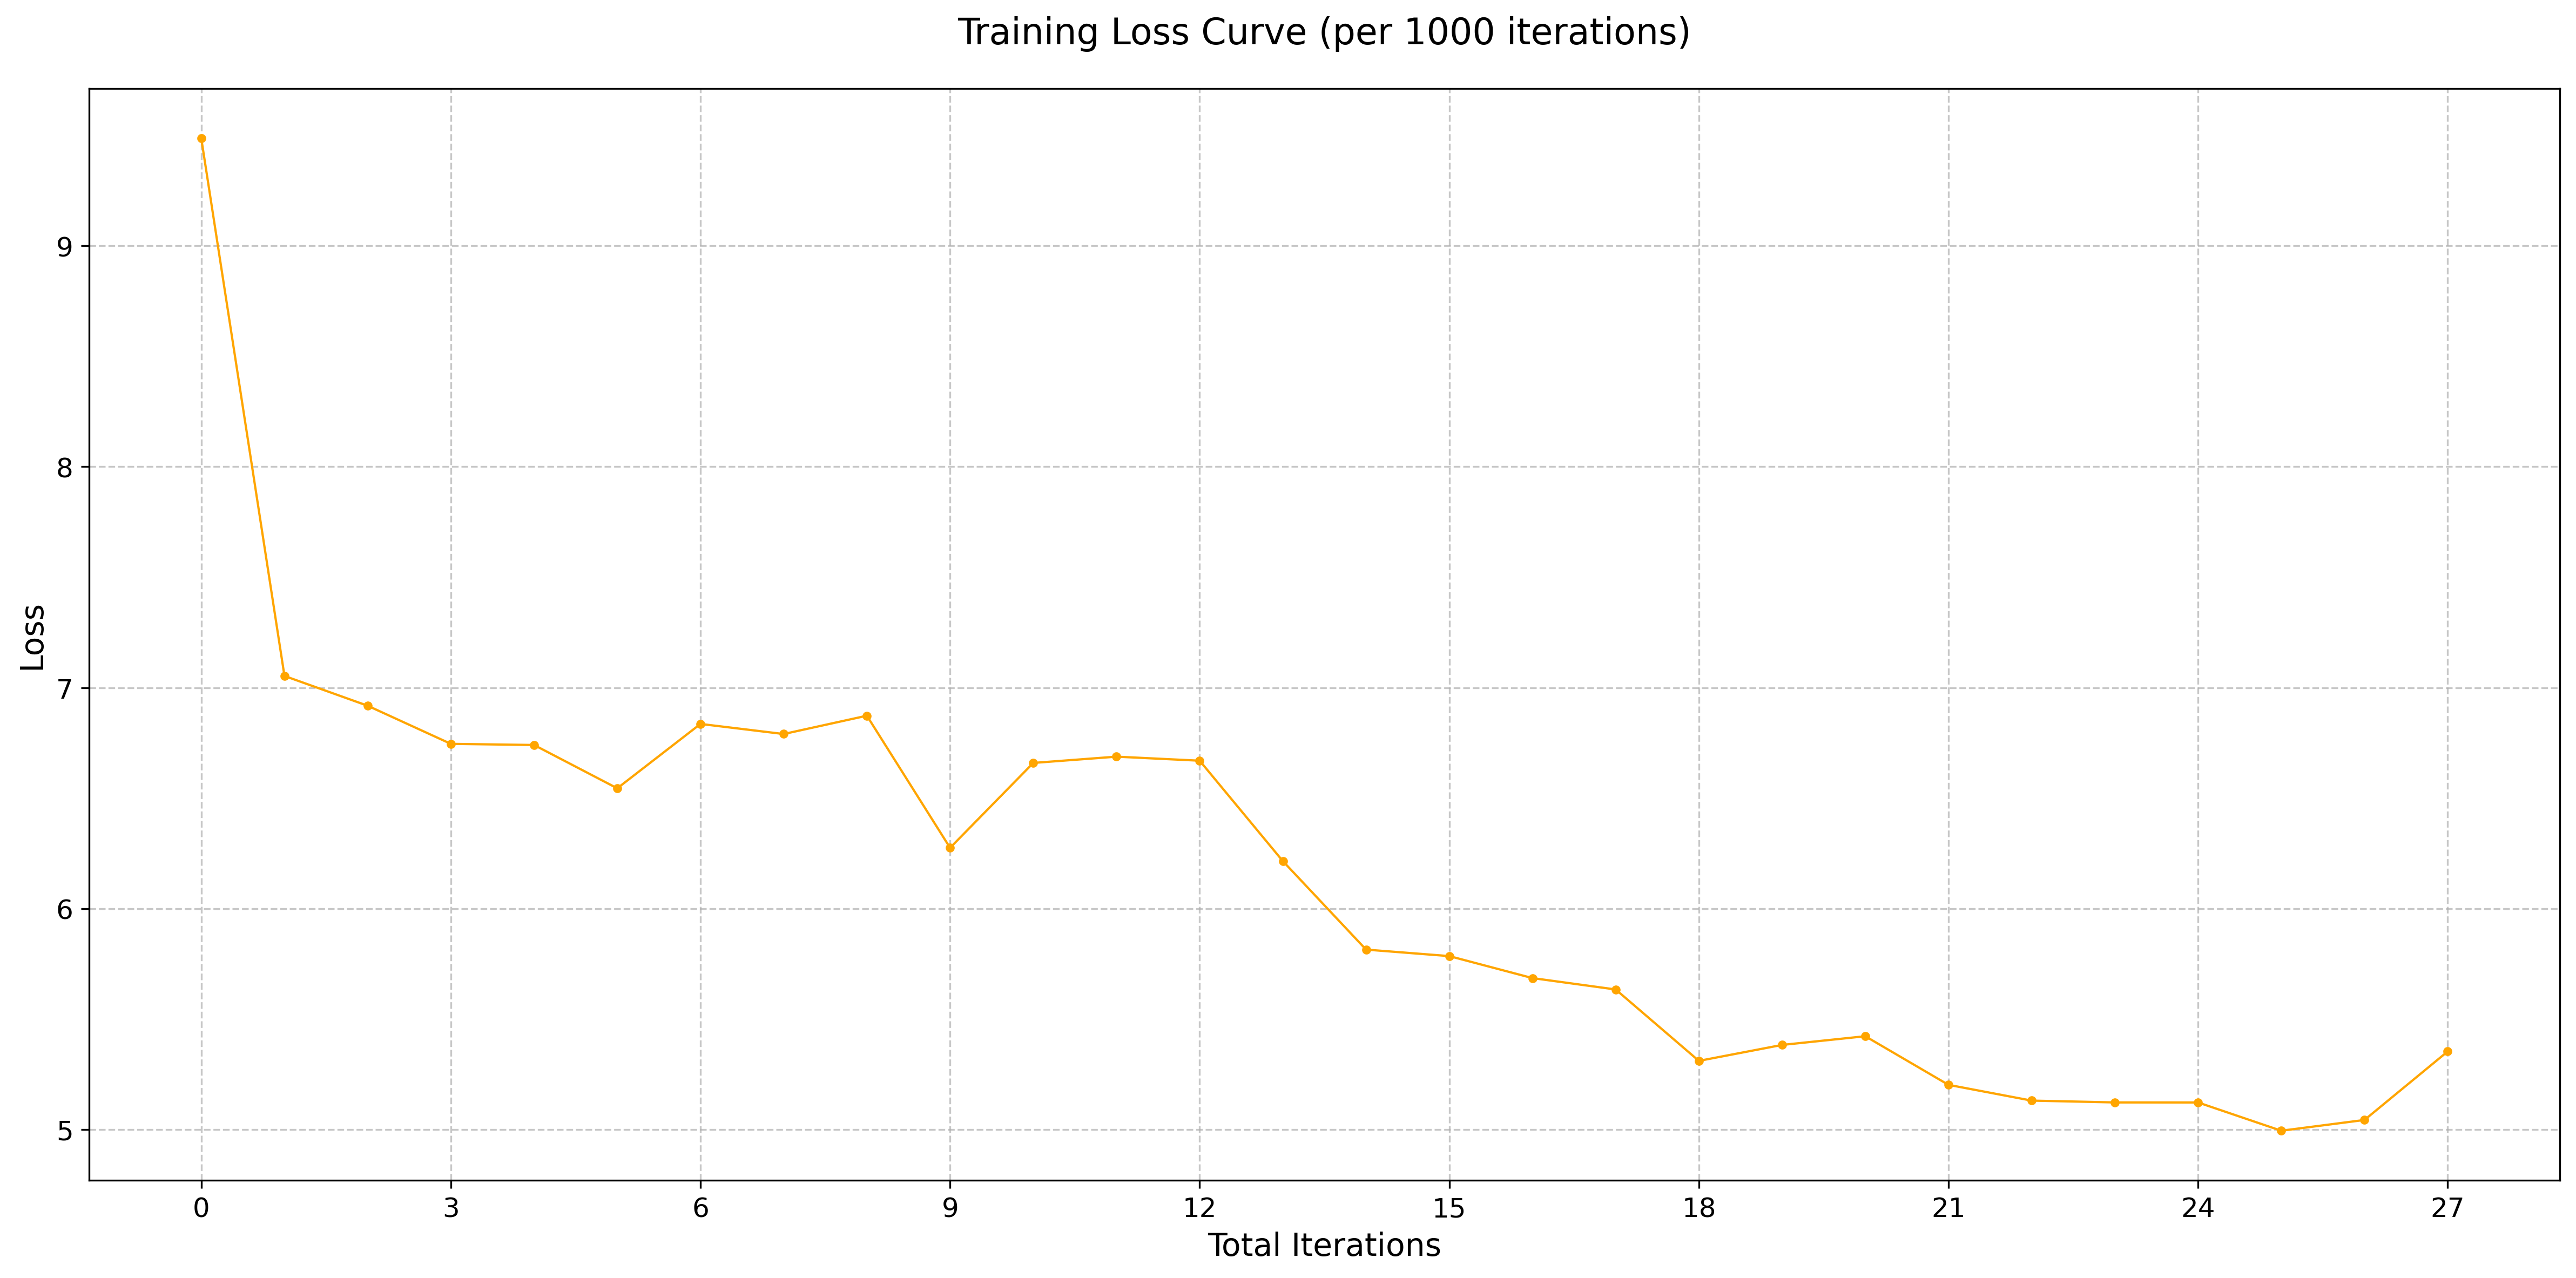 Training Loss Curve (per 1000 iterations)
9
8
7
6
5
Loss
0 3 6 9 12 15 18 21 24 27
Total Iterations